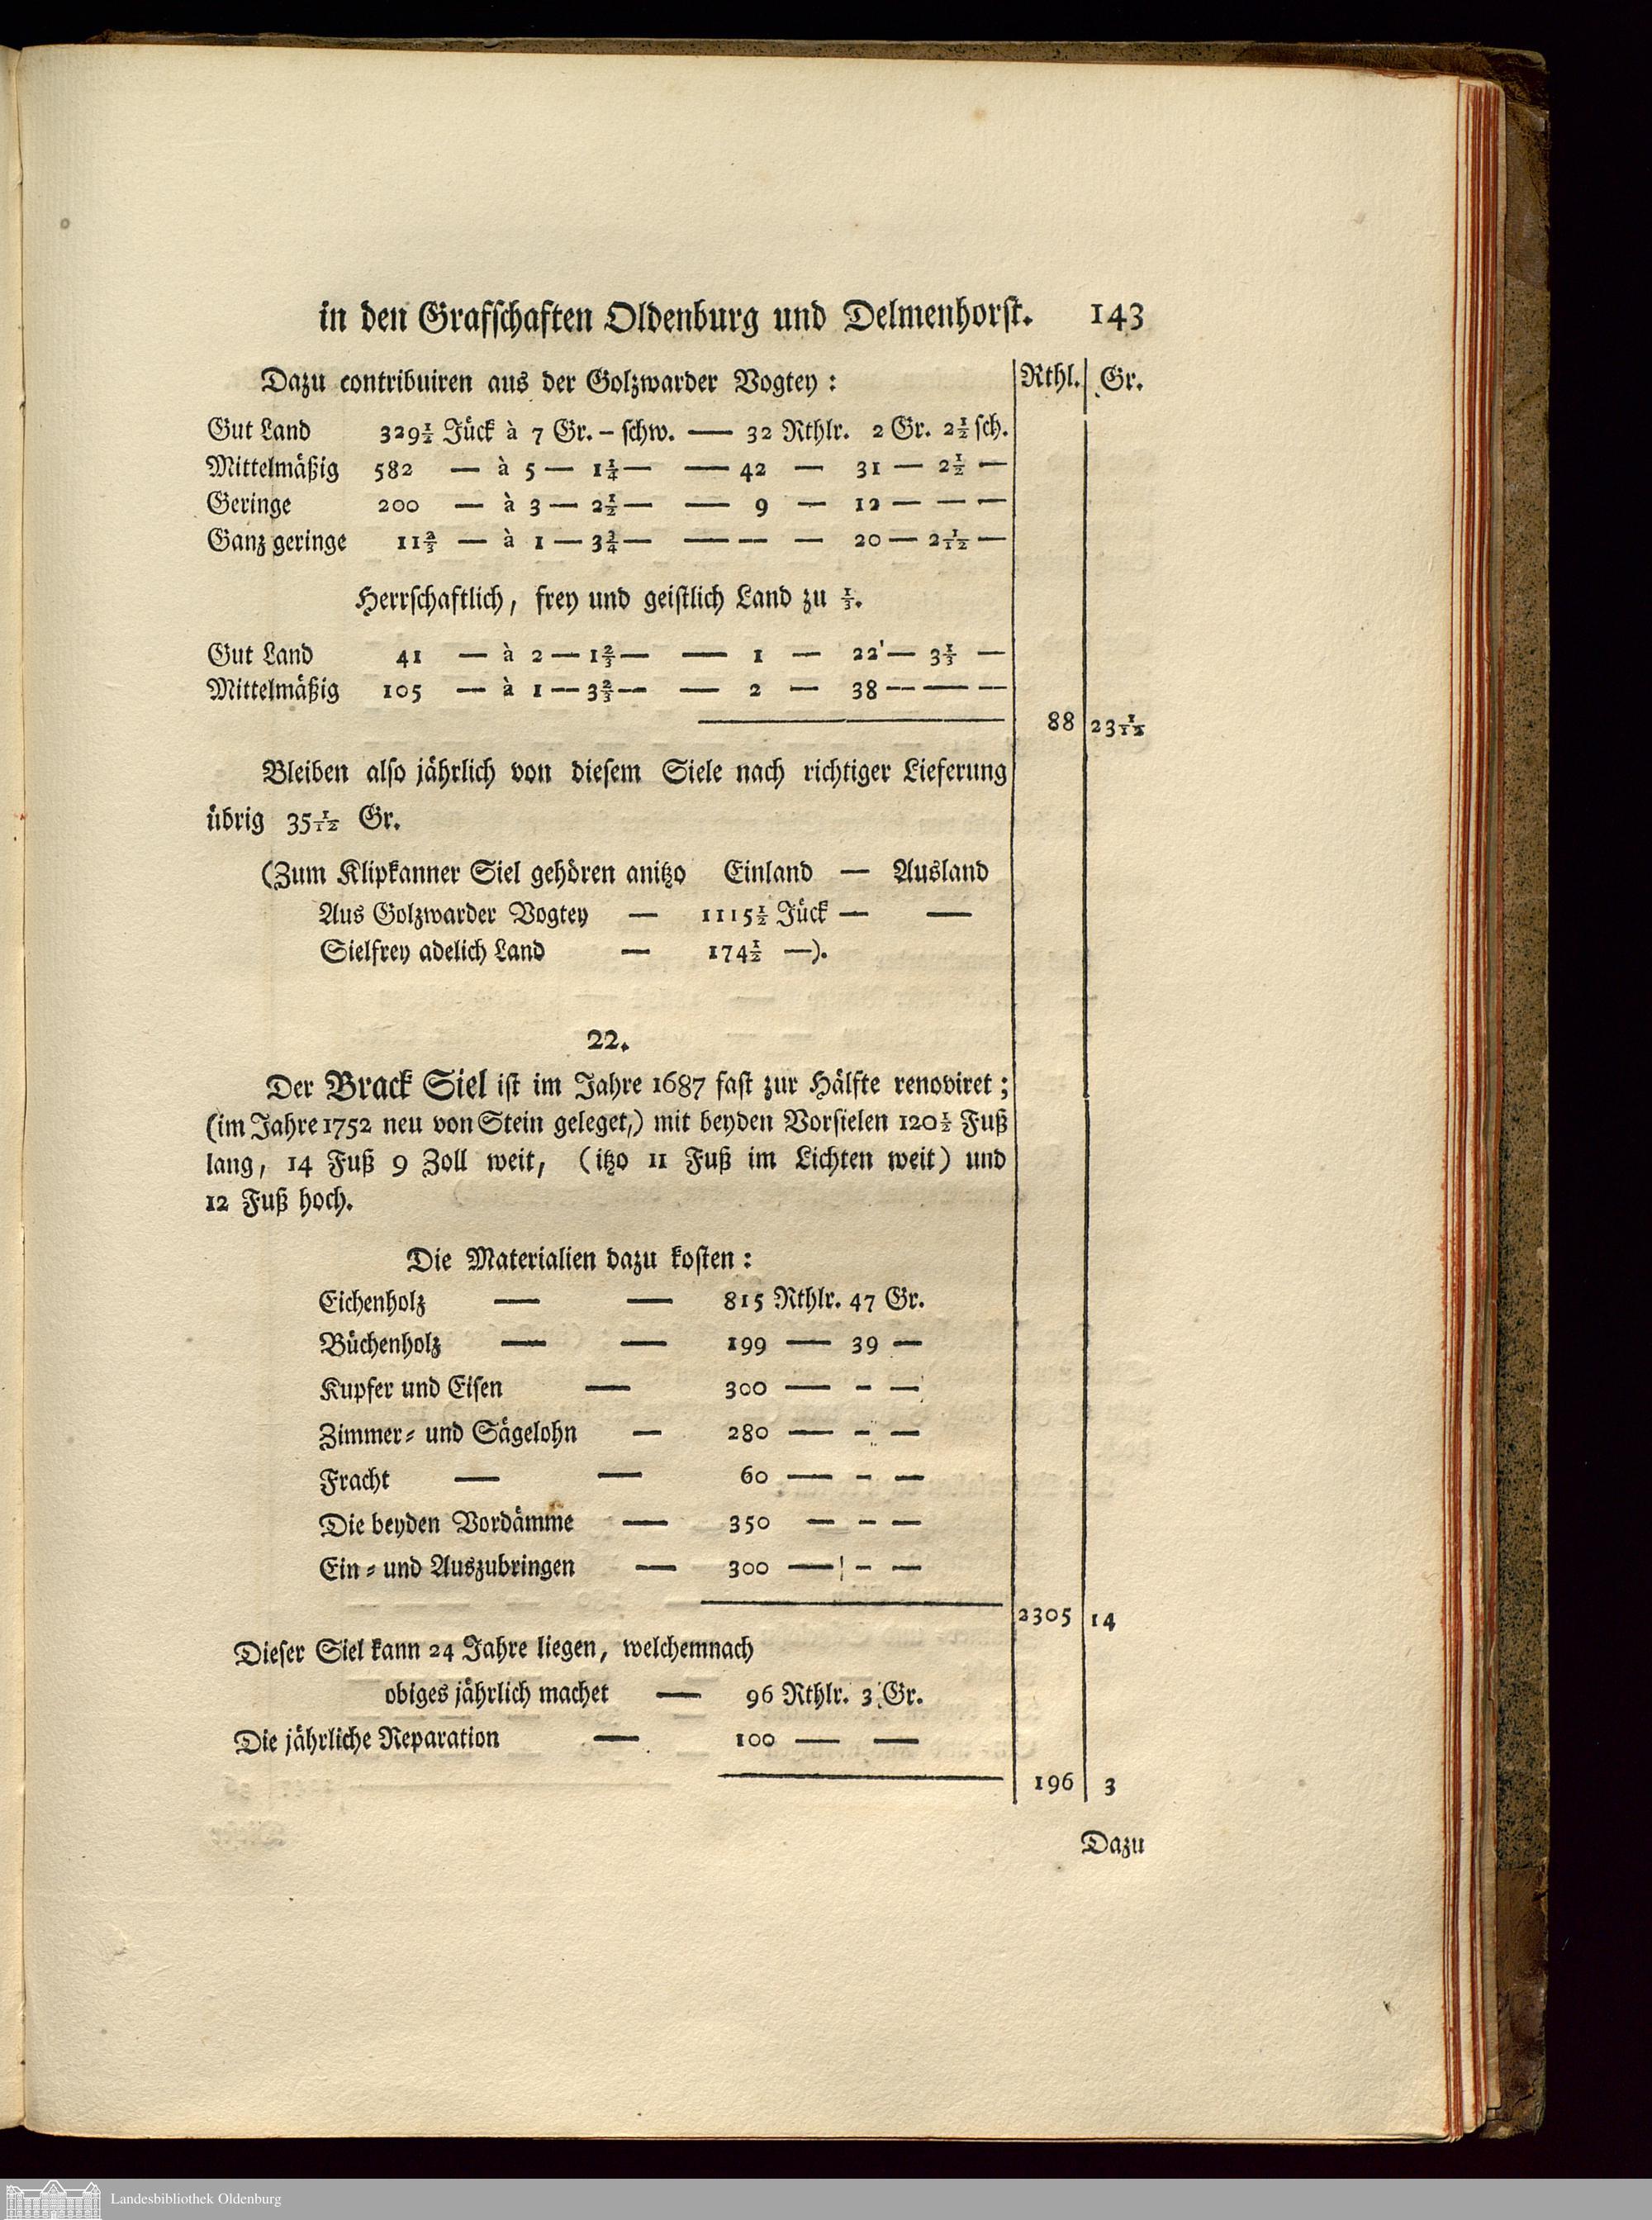 in den Grafschaften Oldenburg und Delmenhorst. 143
Dazu contribuiren aus der Golzwarder Vogtey: Rthl. Gr.
Gut Land 329½ Jück à 7 Gr. – schw. — 32 Rthlr. 2 Gr. 2½ sch.
Mittelmäßig 582 — à 5 — 1¼ — — 42 — 31 — 2½ —
Geringe 200 — à 3 — 2½ — — 9 — 12 — — —
Ganz geringe 11⅔ — à 1 — 3¾ — — — — 20 — 2 1/12 —
Herrschaftlich, frey und geistlich Land zu ⅓.
Gut Land 41 — à 2 — 1⅔ — — 1 — 22 — 3⅓ —
Mittelmäßig 105 — à 1 — 3⅔ — — 2 — 38 — — —
88 23 1/12
Bleiben also jährlich von diesem Siele nach richtiger Lieferung
übrig 35 1/12 Gr.
(Zum Klipkanner Siel gehören anitzo Einland — Ausland
Aus Golzwarder Vogtey — 1115½ Jück — —
Sielfrey adelich Land — 174½ —).
22.
Der Brack Siel ist im Jahre 1687 fast zur Hälfte renoviret;
(im Jahre 1752 neu von Stein geleget,) mit beyden Vorsielen 120½ Fuß
lang, 14 Fuß 9 Zoll weit, (itzo 11 Fuß im Lichten weit) und
12 Fuß hoch.
Die Materialien dazu kosten:
Eichenholz — — 815 Rthlr. 47 Gr.
Büchenholz — — 199 — 39 —
Kupfer und Eisen — 300 — – —
Zimmer- und Sägelohn — 280 — – —
Fracht — — 60 — – —
Die beyden Vordämme — 350 — – —
Ein- und Auszubringen — 300 — – —
2305 14
Dieser Siel kann 24 Jahre liegen, welchemnach
obiges jährlich machet — 96 Rthlr. 3 Gr.
Die jährliche Reparation — 100 — —
196 3
Dazu
Landesbibliothek Oldenburg